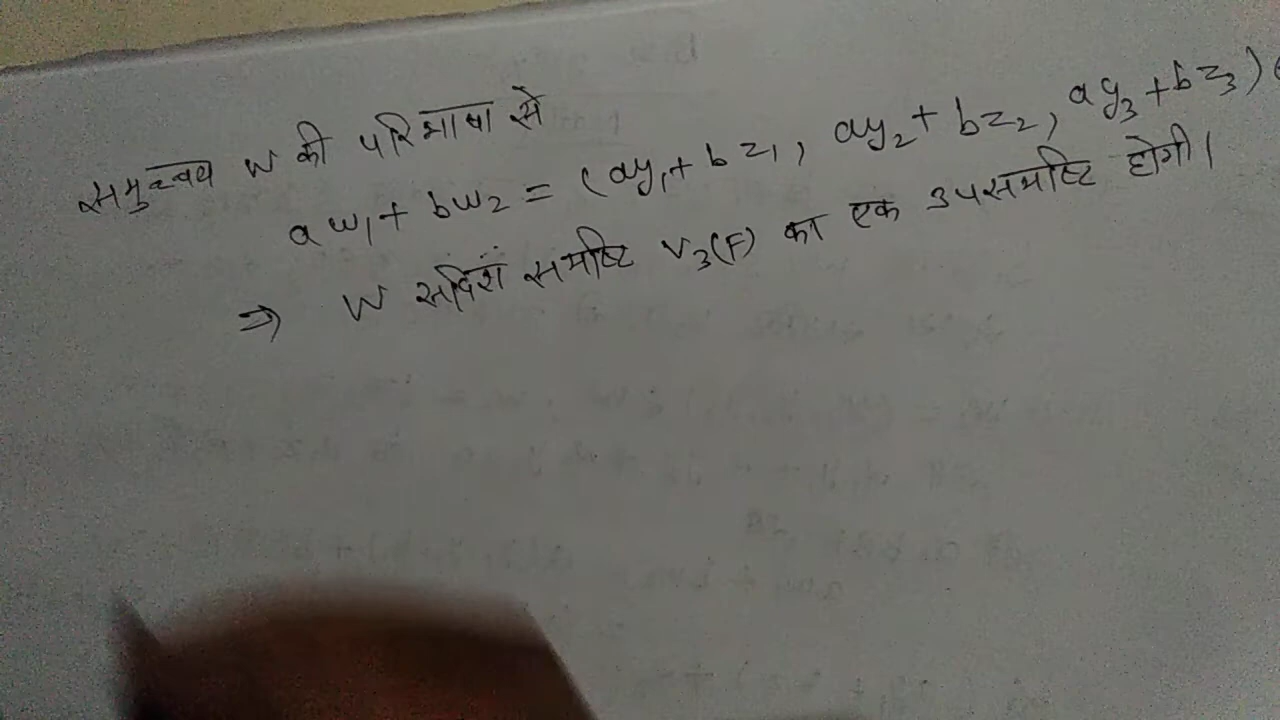 समुच्चय W की परिभाषा से
aw₁ + bw₂ = (ay₁ + bz₁, ay₂ + bz₂, ay₃ + bz₃)
⇒ W सदिश समष्टि V₃(F) का एक उपसमष्टि होगी।